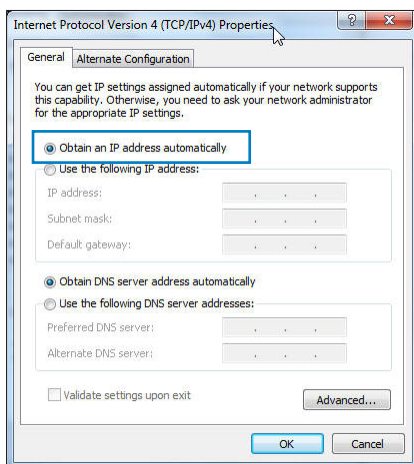 Internet Protocol Version 4 (TCP/IPv4) Properties
General
Alternate Configuration
You can get IP settings assigned automatically if your network supports
this capability. Otherwise, you need to ask your network administrator
for the appropriate IP settings.
Obtain an IP address automatically
Use the following IP address:
IP address:
Subnet mask:
Default gateway:
Obtain DNS server address automatically
Use the following DNS server addresses:
Preferred DNS server:
Alternate DNS server:
Validate settings upon exit
Advanced...
OK
Cancel